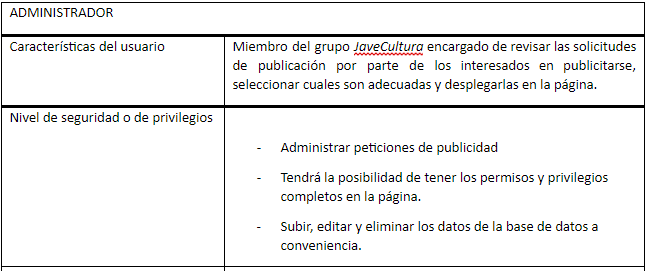 ADMINISTRADOR
Características del usuario
Miembro del grupo JaveCultura encargado de revisar las solicitudes
de publicación por parte de los interesados en publicitarse,
seleccionar cuales son adecuadas y desplegarlas en la página.
Nivel de seguridad o de privilegios
- Administrar peticiones de publicidad
- Tendrá la posibilidad de tener los permisos y privilegios
completos en la página.
- Subir, editar y eliminar los datos de la base de datos a
conveniencia.